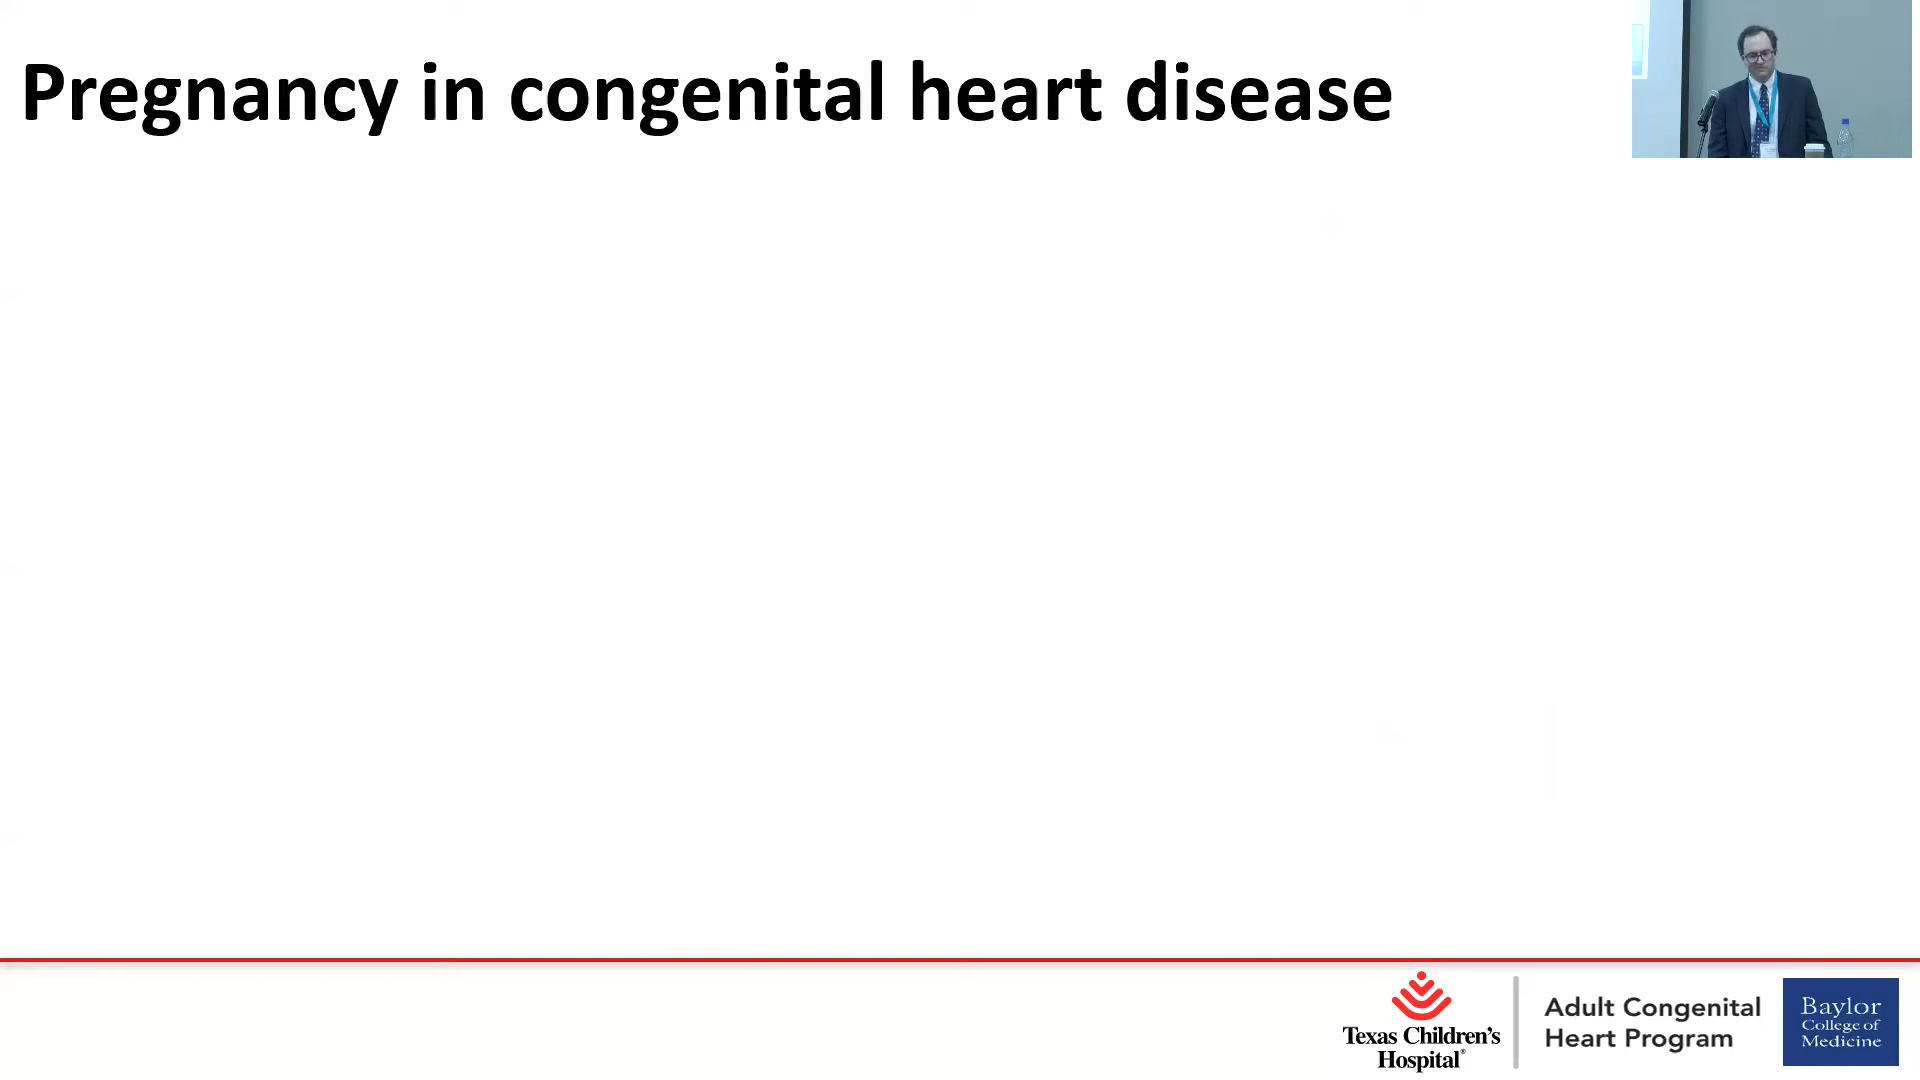 Pregnancy in congenital heart disease
Texas Children's
Hospital®
Adult Congenital
Heart Program
Baylor
College of
Medicine